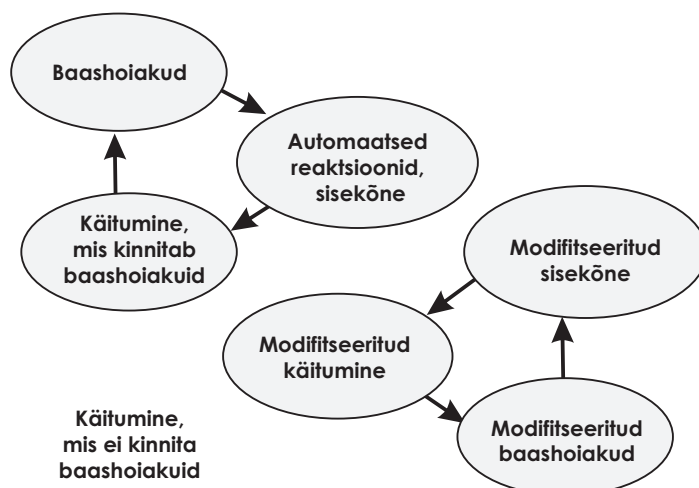 Baashoiakud
Automaatsed
reaktsioonid,
sisekõne
Käitumine,
mis kinnitab
baashoiakuid
Modifitseeritud
sisekõne
Modifitseeritud
käitumine
Modifitseeritud
baashoiakud
Käitumine,
mis ei kinnita
baashoiakuid